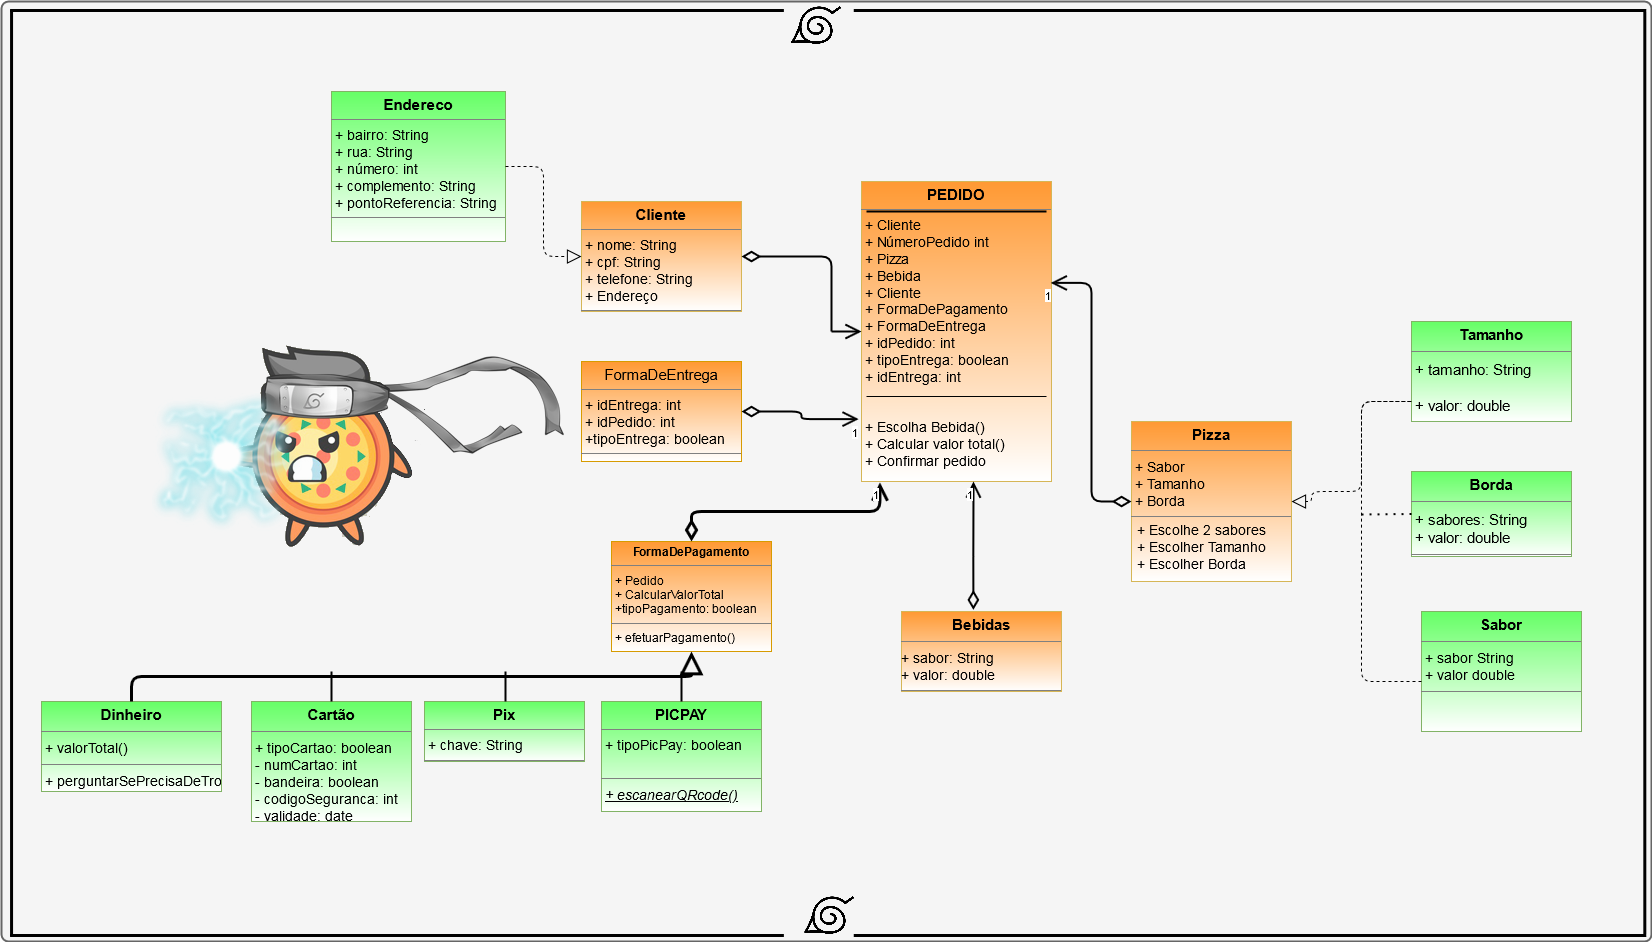 Endereco
+ bairro: String
+ rua: String
+ número: int
+ complemento: String
+ pontoReferencia: String
Cliente
+ nome: String
+ cpf: String
+ telefone: String
+ Endereço
PEDIDO
+ Cliente
+ NúmeroPedido int
+ Pizza
+ Bebida
+ Cliente
+ FormaDePagamento
+ FormaDeEntrega
+ idPedido: int
+ tipoEntrega: boolean
+ idEntrega: int
+ Escolha Bebida()
+ Calcular valor total()
+ Confirmar pedido
1
FormaDeEntrega
+ idEntrega: int
+ idPedido: int
+tipoEntrega: boolean
1
1
1
Tamanho
+ tamanho: String
+ valor: double
Pizza
+ Sabor
+ Tamanho
+ Borda
+ Escolhe 2 sabores
+ Escolher Tamanho
+ Escolher Borda
Borda
+ sabores: String
+ valor: double
Sabor
+ sabor String
+ valor double
FormaDePagamento
+ Pedido
+ CalcularValorTotal
+tipoPagamento: boolean
+ efetuarPagamento()
Bebidas
+ sabor: String
+ valor: double
Dinheiro
+ valorTotal()
+ perguntarSePrecisaDeTro
Cartão
+ tipoCartao: boolean
- numCartao: int
- bandeira: boolean
- codigoSeguranca: int
- validade: date
Pix
+ chave: String
PICPAY
+ tipoPicPay: boolean
+ escanearQRcode()